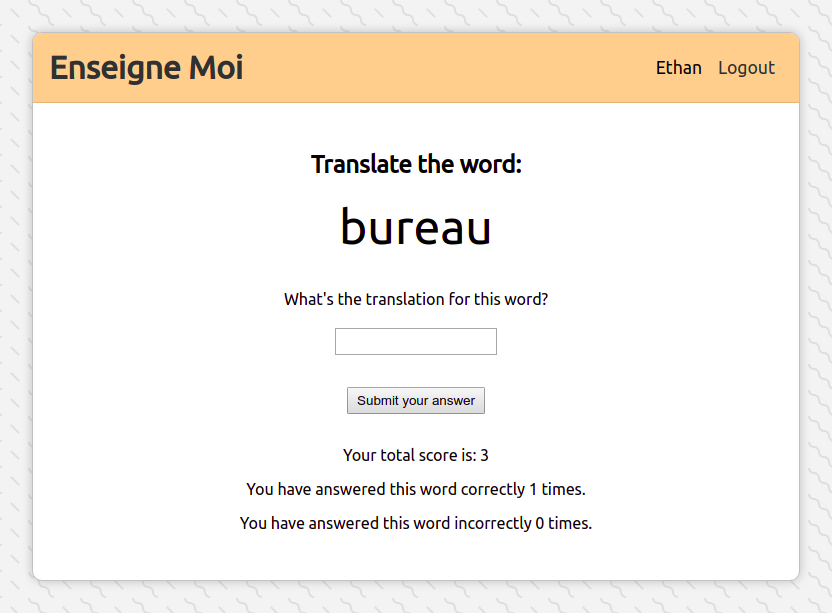 Enseigne Moi
Ethan Logout
Translate the word:
bureau
What's the translation for this word?
Submit your answer
Your total score is: 3
You have answered this word correctly 1 times.
You have answered this word incorrectly 0 times.